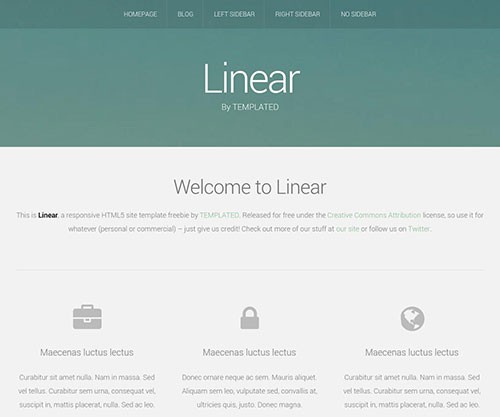 HOMEPAGE BLOG LEFT SIDEBAR RIGHT SIDEBAR NO SIDEBAR
Linear
By TEMPLATED
Welcome to Linear
This is Linear, a responsive HTML5 site template freebie by TEMPLATED. Released for free under the Creative Commons Attribution license, so use it for
whatever (personal or commercial) – just give us credit! Check out more of our stuff at our site or follow us on Twitter.
Maecenas luctus lectus
Curabitur sit amet nulla. Nam in massa. Sed
vel tellus. Curabitur sem urna, consequat vel,
suscipit in, mattis placerat, nulla. Sed ac leo.
Maecenas luctus lectus
Donec ornare neque ac sem. Mauris aliquet.
Aliquam sem leo, vulputate sed, convallis at,
ultricies quis, justo. Donec magna.
Maecenas luctus lectus
Curabitur sit amet nulla. Nam in massa. Sed
vel tellus. Curabitur sem urna, consequat vel,
suscipit in, mattis placerat, nulla. Sed ac leo.